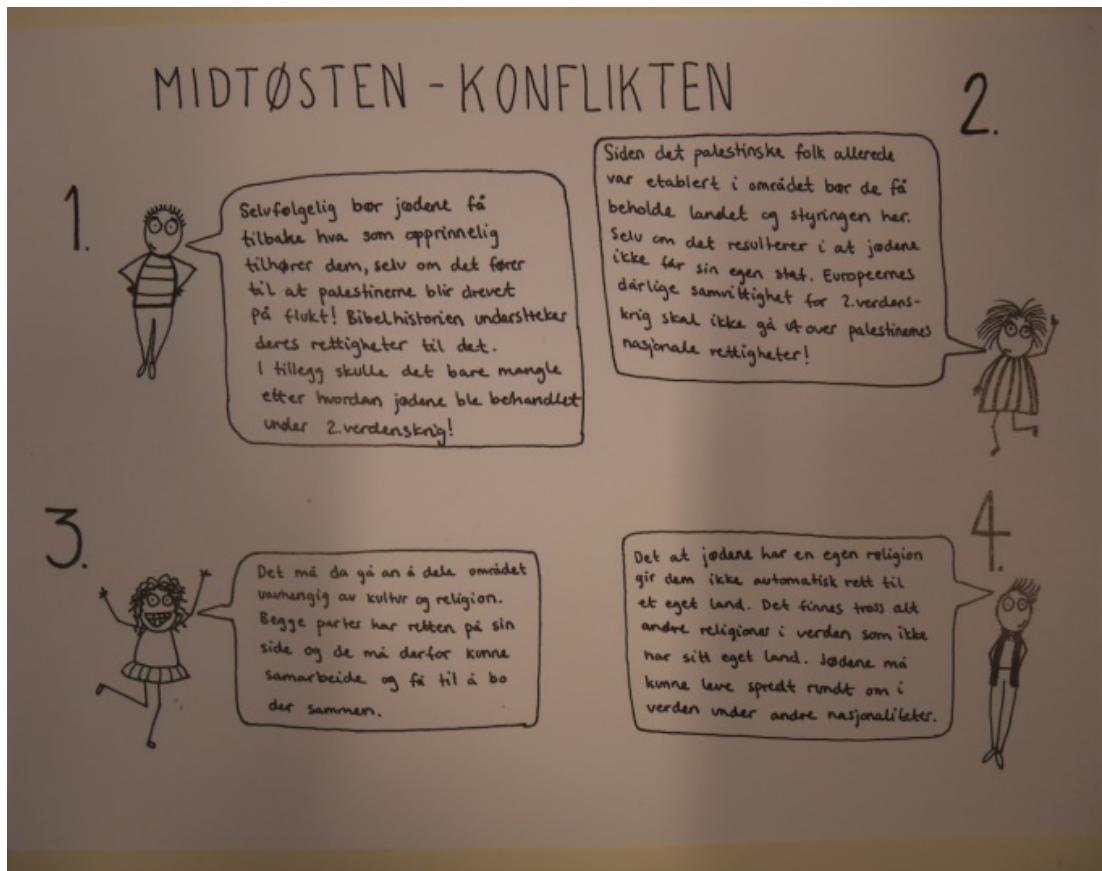 MIDTØSTEN - KONFLIKTEN
1.
Selvfølgelig bør jødene få
tilbake hva som opprinnelig
tilhører dem, selv om det fører
til at palestinerne blir drevet
på flukt! Bibelhistorien understreker
deres rettigheter til det.
I tillegg skulle det bare mangle
etter hvordan jødene ble behandlet
under 2.verdenskrig!
2.
Siden det palestinske folk allerede
var etablert i området bør de få
beholde landet og styringen her.
Selv om det resulterer i at jødene
ikke får sin egen stat. Europeernes
dårlige samvittighet for 2.verdens-
krig skal ikke gå ut over palestinernes
nasjonale rettigheter!
3.
Det må da gå an å dele området
uavhengig av kultur og religion.
Begge parter har retten på sin
side og de må derfor kunne
samarbeide og få til å bo
der sammen.
4.
Det at jødene har en egen religion
gir dem ikke automatisk rett til
et eget land. Det finnes tross alt
andre religioner i verden som ikke
har sitt eget land. Jødene må
kunne leve spredt rundt om i
verden under andre nasjonaliteter.